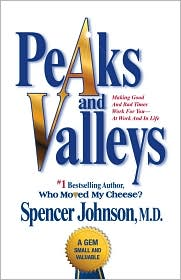 PeAks
and
VAlleys
Making Good
And Bad Times
Work For You—
At Work And In Life
#1 Bestselling Author,
Who Moved My Cheese?
Spencer Johnson, M.D.
A GEM
SMALL AND
VALUABLE